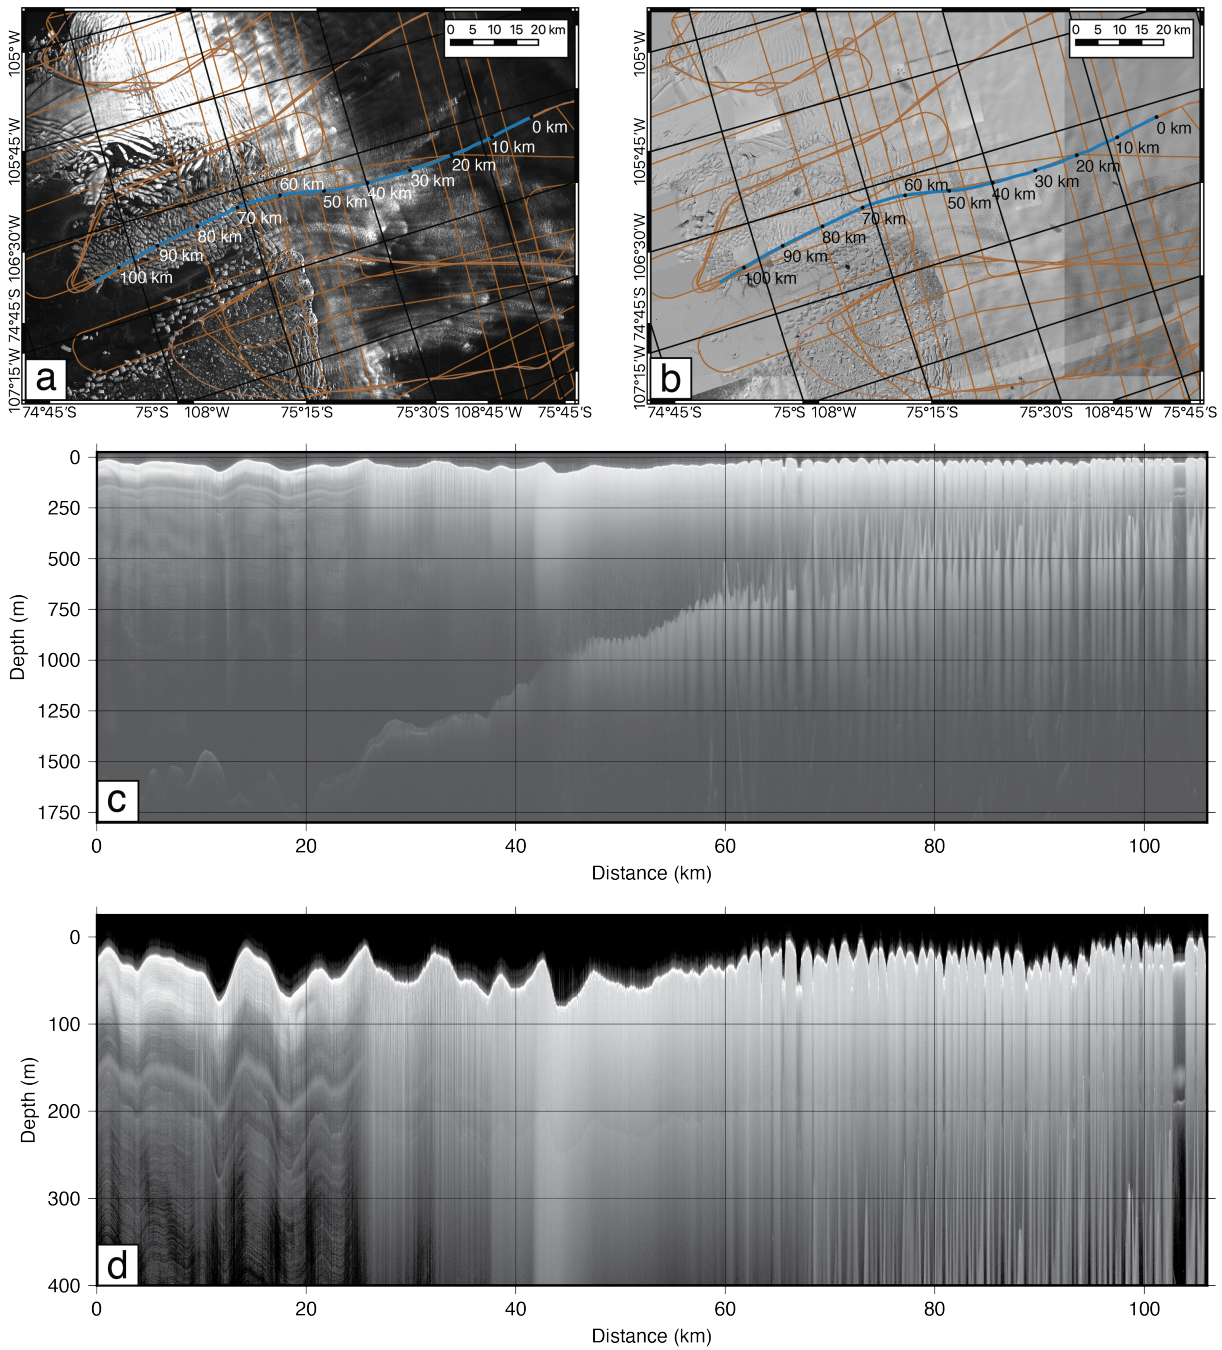 0 5 10 15 20 km
0 5 10 15 20 km
105°W
105°W
105°45'W
105°45'W
106°30'W
106°30'W
74°45'S
74°45'S
107°15'W
107°15'W
0 km
10 km
20 km
30 km
40 km
50 km
60 km
70 km
80 km
90 km
100 km
0 km
10 km
20 km
30 km
40 km
50 km
60 km
70 km
80 km
90 km
100 km
a
b
74°45'S 75°S 108°W 75°15'S 75°30'S 108°45'W 75°45'S
74°45'S 75°S 108°W 75°15'S 75°30'S 108°45'W 75°45'S
0
250
500
750
1000
1250
1500
1750
Depth (m)
c
0 20 40 60 80 100
Distance (km)
0
100
200
300
400
Depth (m)
d
0 20 40 60 80 100
Distance (km)